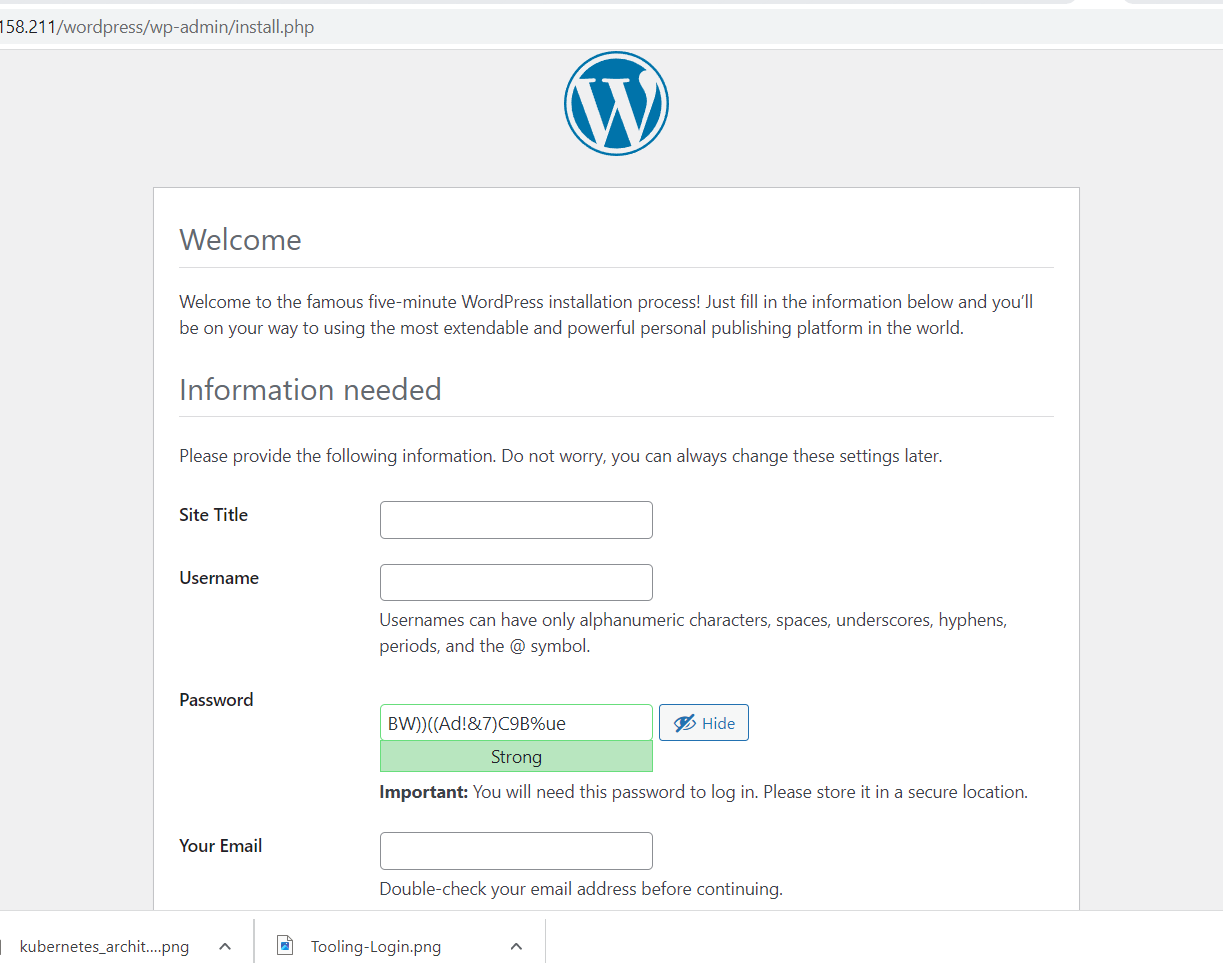 158.211/wordpress/wp-admin/install.php
Welcome
Welcome to the famous five-minute WordPress installation process! Just fill in the information below and you’ll
be on your way to using the most extendable and powerful personal publishing platform in the world.
Information needed
Please provide the following information. Do not worry, you can always change these settings later.
Site Title
Username
Usernames can have only alphanumeric characters, spaces, underscores, hyphens,
periods, and the @ symbol.
Password
BW))((Ad!&7)C9B%ue
Hide
Strong
Important: You will need this password to log in. Please store it in a secure location.
Your Email
Double-check your email address before continuing.
kubernetes_archit....png
Tooling-Login.png